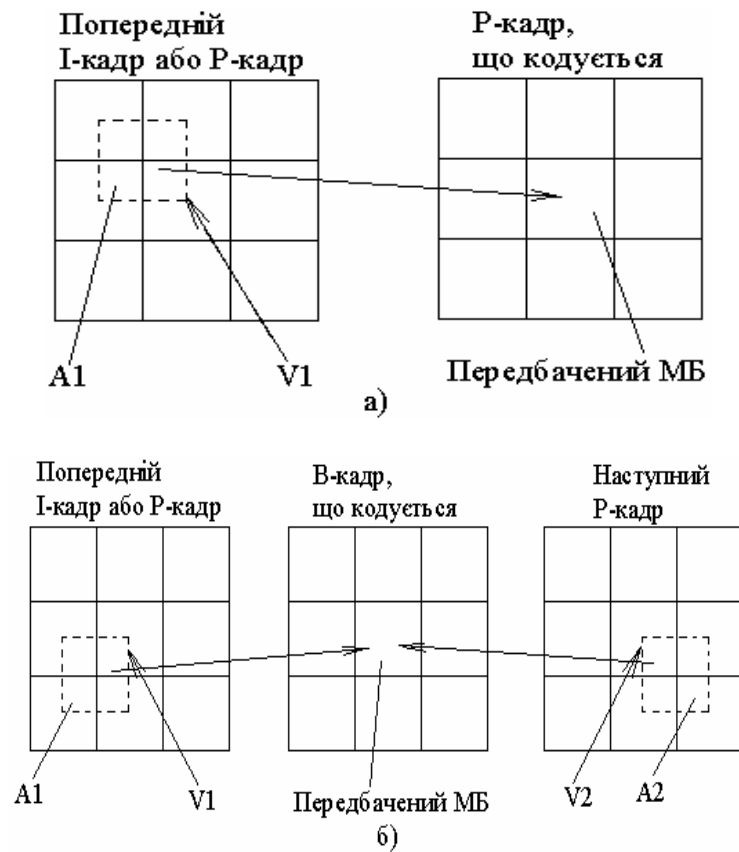 Попередній
І-кадр або Р-кадр
Р-кадр,
що кодується
А1
V1
Передбачений МБ
а)
Попередній
І-кадр або Р-кадр
В-кадр,
що кодується
Наступний
Р-кадр
А1
V1
Передбачений МБ
V2
А2
б)